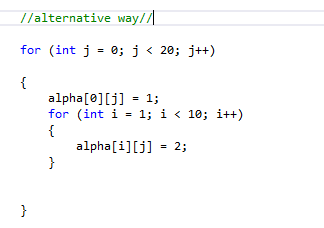 //alternative way//
for (int j = 0; j < 20; j++)
{
alpha[0][j] = 1;
for (int i = 1; i < 10; i++)
{
alpha[i][j] = 2;
}
}